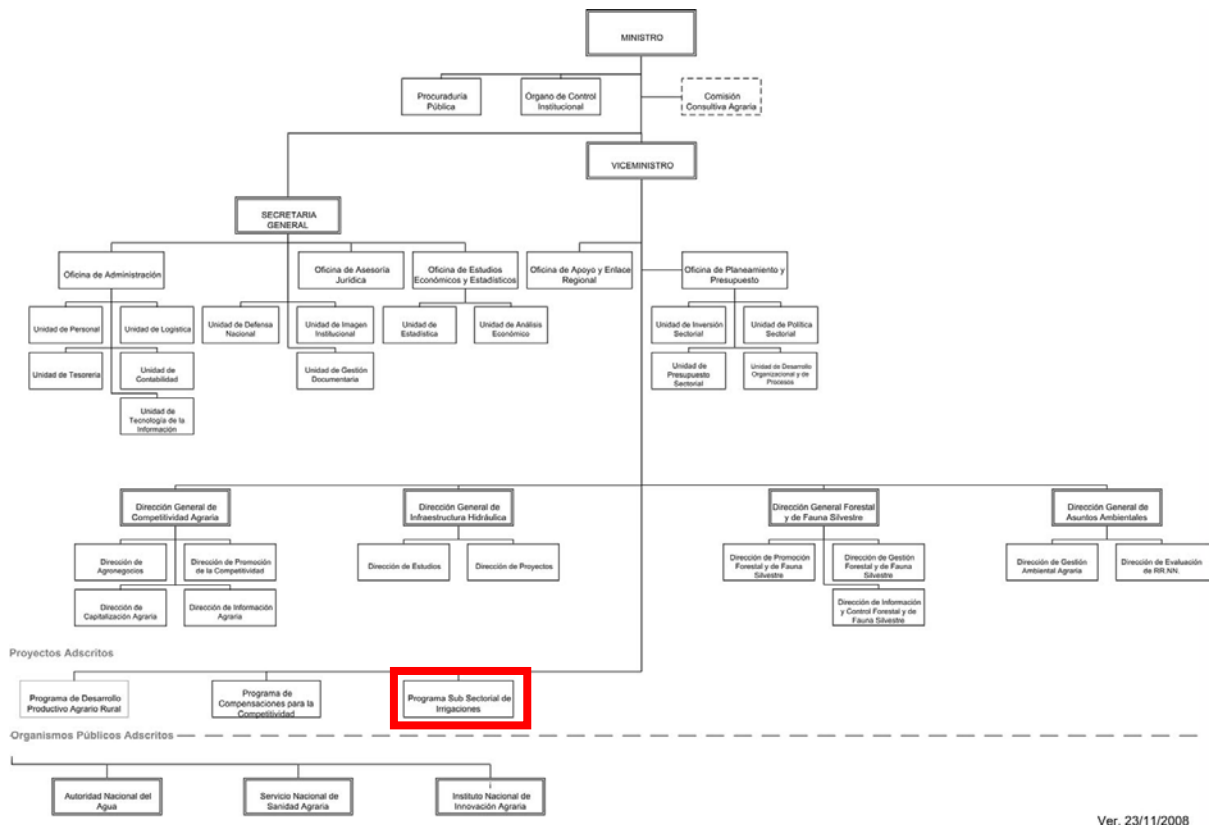 MINISTRO
Procuraduría
Pública
Órgano de Control
Institucional
Comisión
Consultiva Agraria
VICEMINISTRO
SECRETARIA
GENERAL
Oficina de Administración
Oficina de Asesoría
Jurídica
Oficina de Estudios
Económicos y Estadísticos
Oficina de Apoyo y Enlace
Regional
Oficina de Planeamiento y
Presupuesto
Unidad de Personal
Unidad de Logística
Unidad de Defensa
Nacional
Unidad de Imagen
Institucional
Unidad de
Estadística
Unidad de Análisis
Económico
Unidad de Inversión
Sectorial
Unidad de Política
Sectorial
Unidad de Tesorería
Unidad de
Contabilidad
Unidad de Gestión
Documentaria
Unidad de
Presupuesto
Sectorial
Unidad de Desarrollo
Organizacional y de
Procesos
Unidad de
Tecnología de la
Información
Dirección General de
Competitividad Agraria
Dirección General de
Infraestructura Hidráulica
Dirección General Forestal
y de Fauna Silvestre
Dirección General de
Asuntos Ambientales
Dirección de
Agronegocios
Dirección de Promoción
de la Competitividad
Dirección de Estudios
Dirección de Proyectos
Dirección de Promoción
Forestal y de Fauna
Silvestre
Dirección de Gestión
Forestal y de Fauna
Silvestre
Dirección de Gestión
Ambiental Agraria
Dirección de Evaluación
de RR.NN.
Dirección de
Capitalización Agraria
Dirección de Información
Agraria
Dirección de Información
y Control Forestal y de
Fauna Silvestre
Proyectos Adscritos
Programa de Desarrollo
Productivo Agrario Rural
Programa de
Compensaciones para la
Competitividad
Programa Sub Sectorial de
Irrigaciones
Organismos Públicos Adscritos
Autoridad Nacional del
Agua
Servicio Nacional de
Sanidad Agraria
Instituto Nacional de
Innovación Agraria
Ver. 23/11/2008